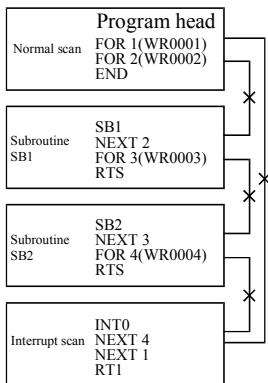 Program head
Normal scan
FOR 1(WR0001)
FOR 2(WR0002)
END
Subroutine
SB1
SB1
NEXT 2
FOR 3(WR0003)
RTS
Subroutine
SB2
SB2
NEXT 3
FOR 4(WR0004)
RTS
Interrupt scan
INT0
NEXT 4
NEXT 1
RT1